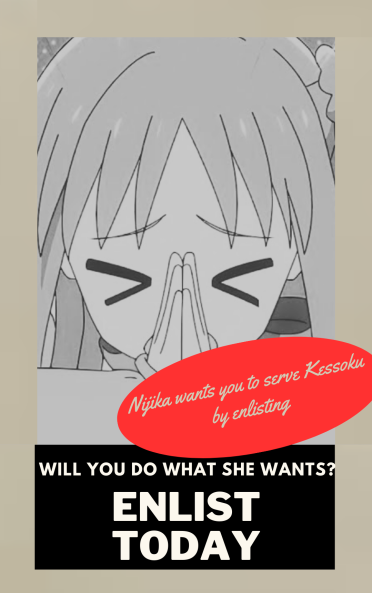 Nijika wants you to serve Kessoku
by enlisting
WILL YOU DO WHAT SHE WANTS?
ENLIST
TODAY